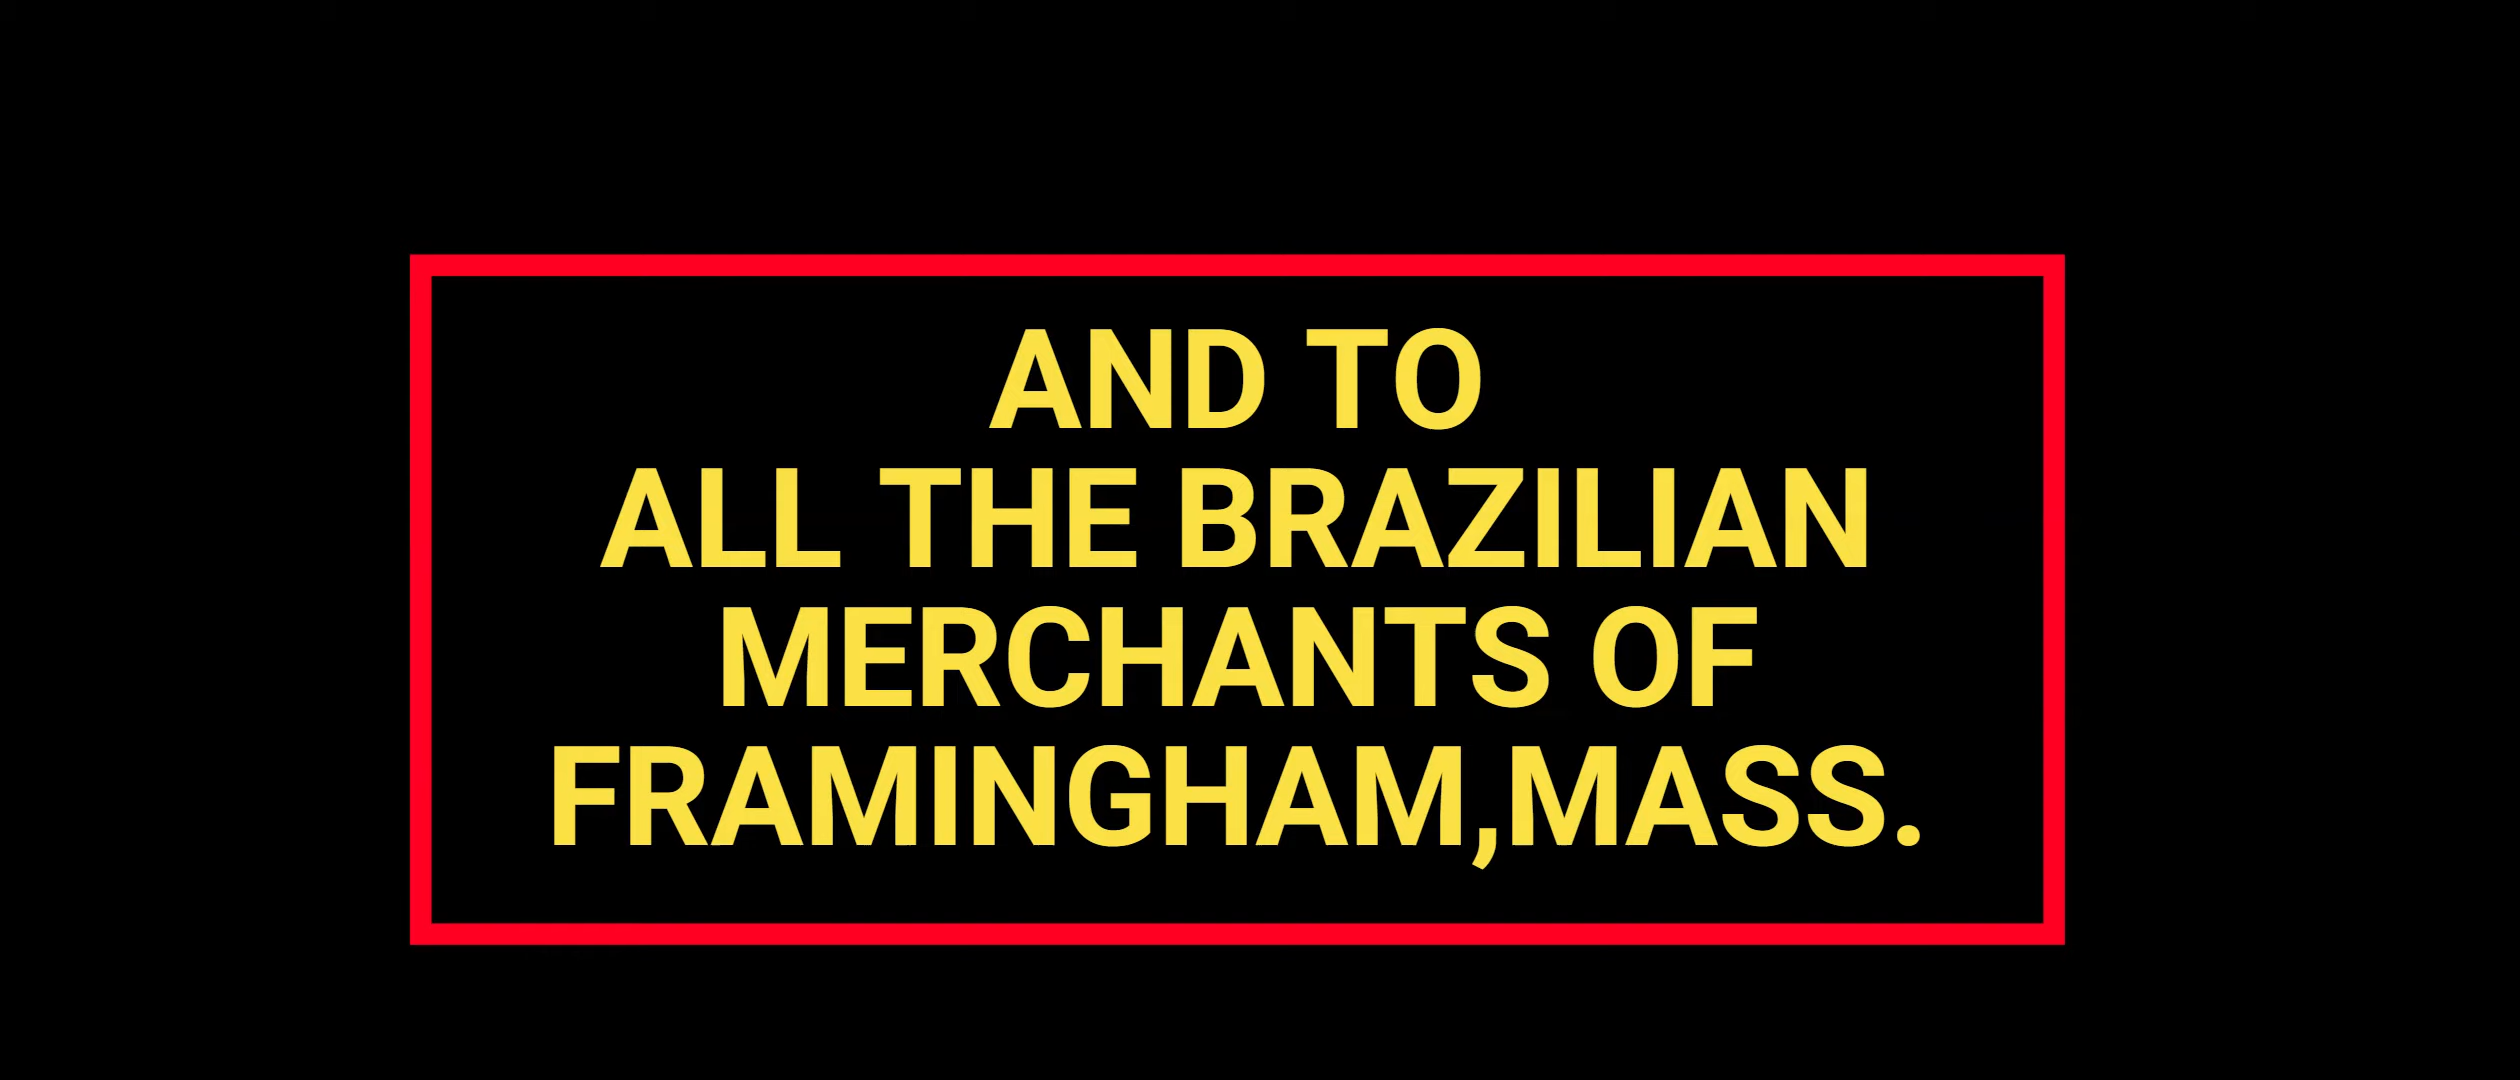 AND TO
ALL THE BRAZILIAN
MERCHANTS OF
FRAMINGHAM,MASS.